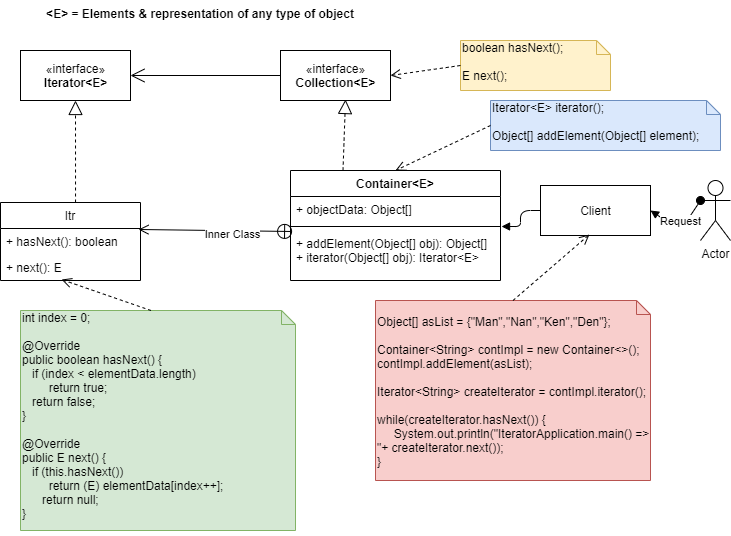 <E> = Elements & representation of any type of object
«interface»
Iterator<E>
«interface»
Collection<E>
boolean hasNext();
E next();
Iterator<E> iterator();
Object[] addElement(Object[] element);
Itr
+ hasNext(): boolean
+ next(): E
Inner Class
Container<E>
+ objectData: Object[]
+ addElement(Object[] obj): Object[]
+ iterator(Object[] obj): Iterator<E>
Client
Request
Actor
int index = 0;
@Override
public boolean hasNext() {
if (index < elementData.length)
return true;
return false;
}
@Override
public E next() {
if (this.hasNext())
return (E) elementData[index++];
return null;
}
Object[] asList = {"Man","Nan","Ken","Den"};
Container<String> contImpl = new Container<>();
contImpl.addElement(asList);
Iterator<String> createIterator = contImpl.iterator();
while(createIterator.hasNext()) {
System.out.println("IteratorApplication.main() =>
"+ createIterator.next());
}